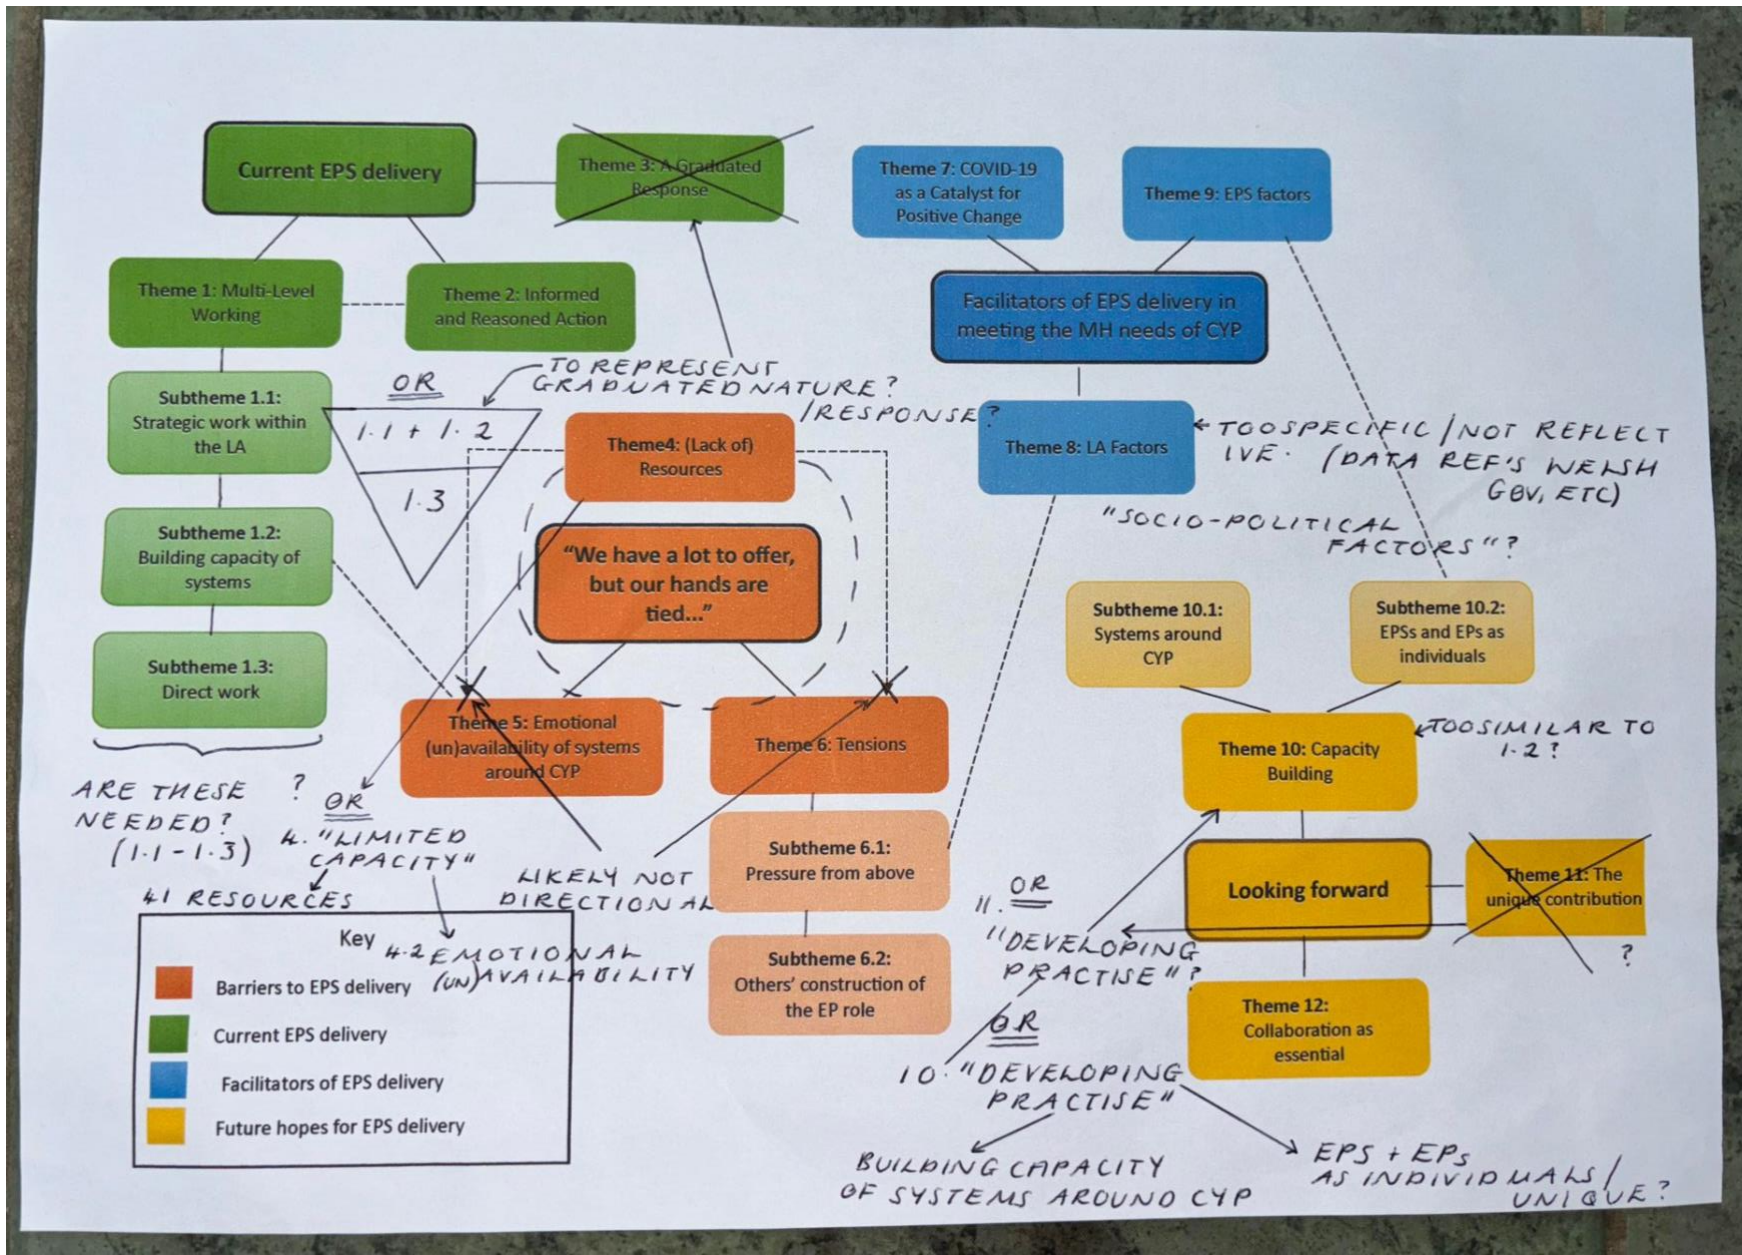 Current EPS delivery
Theme 3: A Graduated
Response
Theme 7: COVID-19
as a Catalyst for
Positive Change
Theme 9: EPS factors
Theme 1: Multi-Level
Working
Theme 2: Informed
and Reasoned Action
Facilitators of EPS delivery in
meeting the MH needs of CYP
TO REPRESENT
GRADUATED NATURE?
/RESPONSE?
Subtheme 1.1:
Strategic work within
the LA
OR
1.1 + 1.2
1.3
Theme4: (Lack of)
Resources
Theme 8: LA Factors
TOO SPECIFIC / NOT REFLECT
IVE. (DATA REF'S WELSH
GOV, ETC)
"SOCIO-POLITICAL
FACTORS"?
Subtheme 1.2:
Building capacity of
systems
"We have a lot to offer,
but our hands are
tied..."
Subtheme 10.1:
Systems around
CYP
Subtheme 10.2:
EPSs and EPs as
individuals
Subtheme 1.3:
Direct work
Theme 5: Emotional
(un)availability of systems
around CYP
Theme 6: Tensions
Theme 10: Capacity
Building
TOO SIMILAR TO
1.2?
ARE THESE ?
NEEDED?
(1.1-1.3)
OR
4. "LIMITED
CAPACITY"
41 RESOURCES
4.2 EMOTIONAL
(UN)AVAILABILITY
LIKELY NOT
DIRECTIONAL
Subtheme 6.1:
Pressure from above
Subtheme 6.2:
Others' construction of
the EP role
Looking forward
Theme 11: The
unique contribution
?
OR
11.
"DEVELOPING
PRACTISE"?
Theme 12:
Collaboration as
essential
OR
10. "DEVELOPING
PRACTISE"
BUILDING CAPACITY
OF SYSTEMS AROUND CYP
EPS + EPs
AS INDIVIDUALS/
UNIQUE?
Key
Barriers to EPS delivery
Current EPS delivery
Facilitators of EPS delivery
Future hopes for EPS delivery